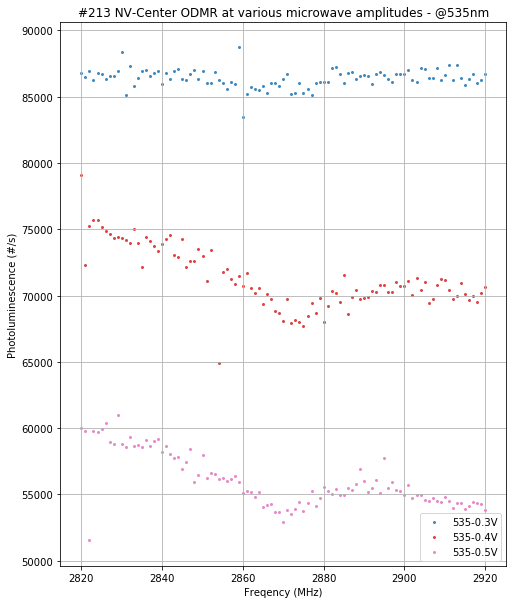 #213 NV-Center ODMR at various microwave amplitudes - @535nm
90000
85000
80000
75000
70000
65000
60000
55000
50000
Photoluminescence (#/s)
535-0.3V
535-0.4V
535-0.5V
2820 2840 2860 2880 2900 2920
Freqency (MHz)